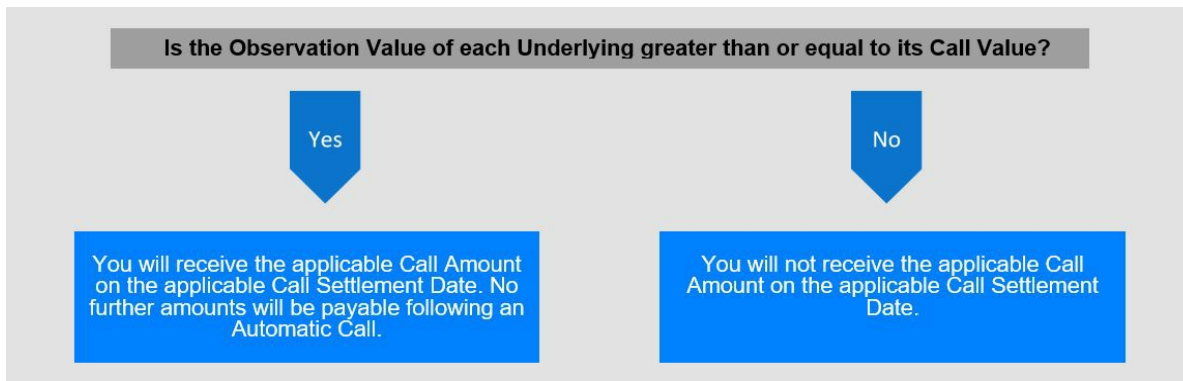 Is the Observation Value of each Underlying greater than or equal to its Call Value?
Yes
No
You will receive the applicable Call Amount
on the applicable Call Settlement Date. No
further amounts will be payable following an
Automatic Call.
You will not receive the applicable Call
Amount on the applicable Call Settlement
Date.